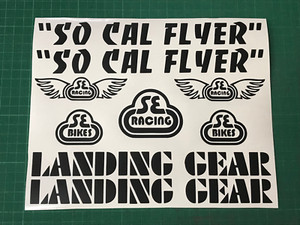 "SO CAL FLYER"
"SO CAL FLYER"
SE
RACING
SE
RACING
SE
RACING
SE
BIKES
SE
BIKES
LANDING GEAR
LANDING GEAR